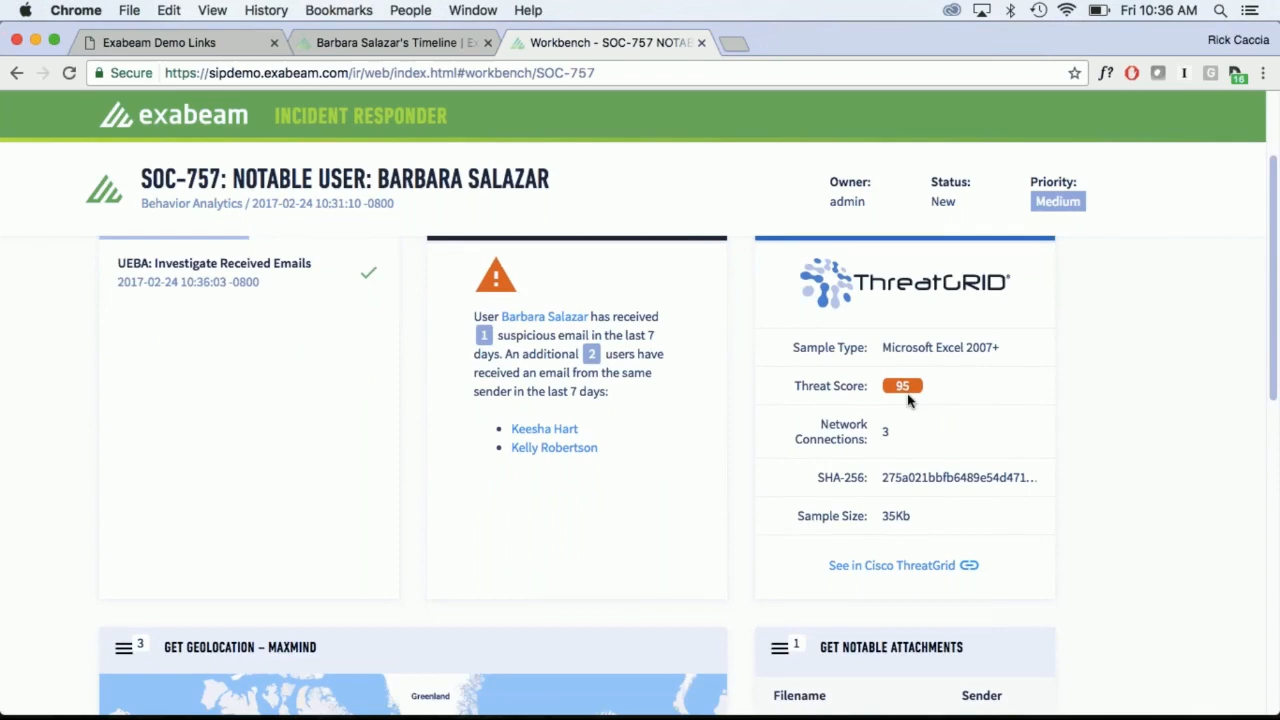 Chrome File Edit View History Bookmarks People Window Help Fri 10:36 AM
Exabeam Demo Links
Barbara Salazar's Timeline | Ex
Workbench - SOC-757 NOTAB
Rick Caccia
Secure https://sipdemo.exabeam.com/ir/web/index.html#workbench/SOC-757
f?
I
G
16
exabeam INCIDENT RESPONDER
SOC-757: NOTABLE USER: BARBARA SALAZAR
Behavior Analytics / 2017-02-24 10:31:10 -0800
Owner:
admin
Status:
New
Priority:
Medium
UEBA: Investigate Received Emails
2017-02-24 10:36:03 -0800
User Barbara Salazar has received
1 suspicious email in the last 7
days. An additional 2 users have
received an email from the same
sender in the last 7 days:
Keesha Hart
Kelly Robertson
ThreatGRID®
Sample Type: Microsoft Excel 2007+
Threat Score: 95
Network
Connections: 3
SHA-256: 275a021bbfb6489e54d471...
Sample Size: 35Kb
See in Cisco ThreatGrid
3 GET GEOLOCATION – MAXMIND
Greenland
1 GET NOTABLE ATTACHMENTS
Filename Sender